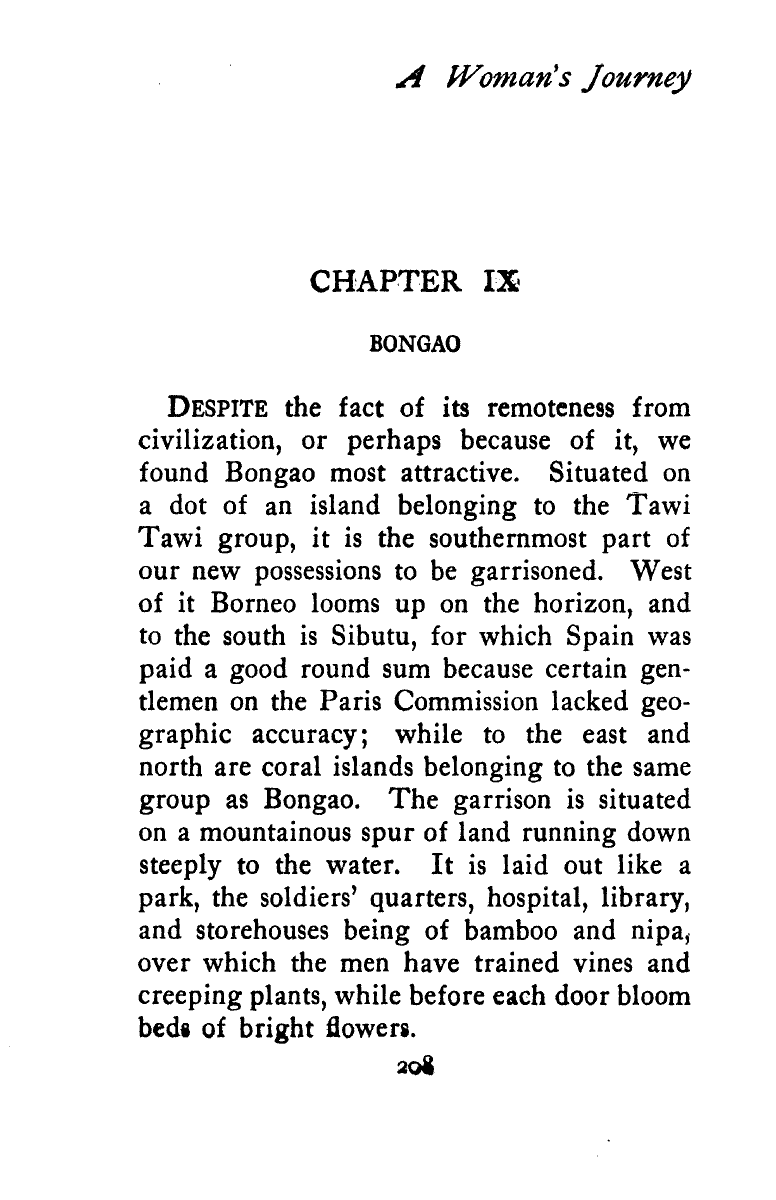 A Woman's Journey
CHAPTER IX
BONGAO
DESPITE the fact of its remoteness from
civilization, or perhaps because of it, we
found Bongao most attractive. Situated on
a dot of an island belonging to the Tawi
Tawi group, it is the southernmost part of
our new possessions to be garrisoned. West
of it Borneo looms up on the horizon, and
to the south is Sibutu, for which Spain was
paid a good round sum because certain gen-
tlemen on the Paris Commission lacked geo-
graphic accuracy; while to the east and
north are coral islands belonging to the same
group as Bongao. The garrison is situated
on a mountainous spur of land running down
steeply to the water. It is laid out like a
park, the soldiers' quarters, hospital, library,
and storehouses being of bamboo and nipa,
over which the men have trained vines and
creeping plants, while before each door bloom
beds of bright flowers.
208